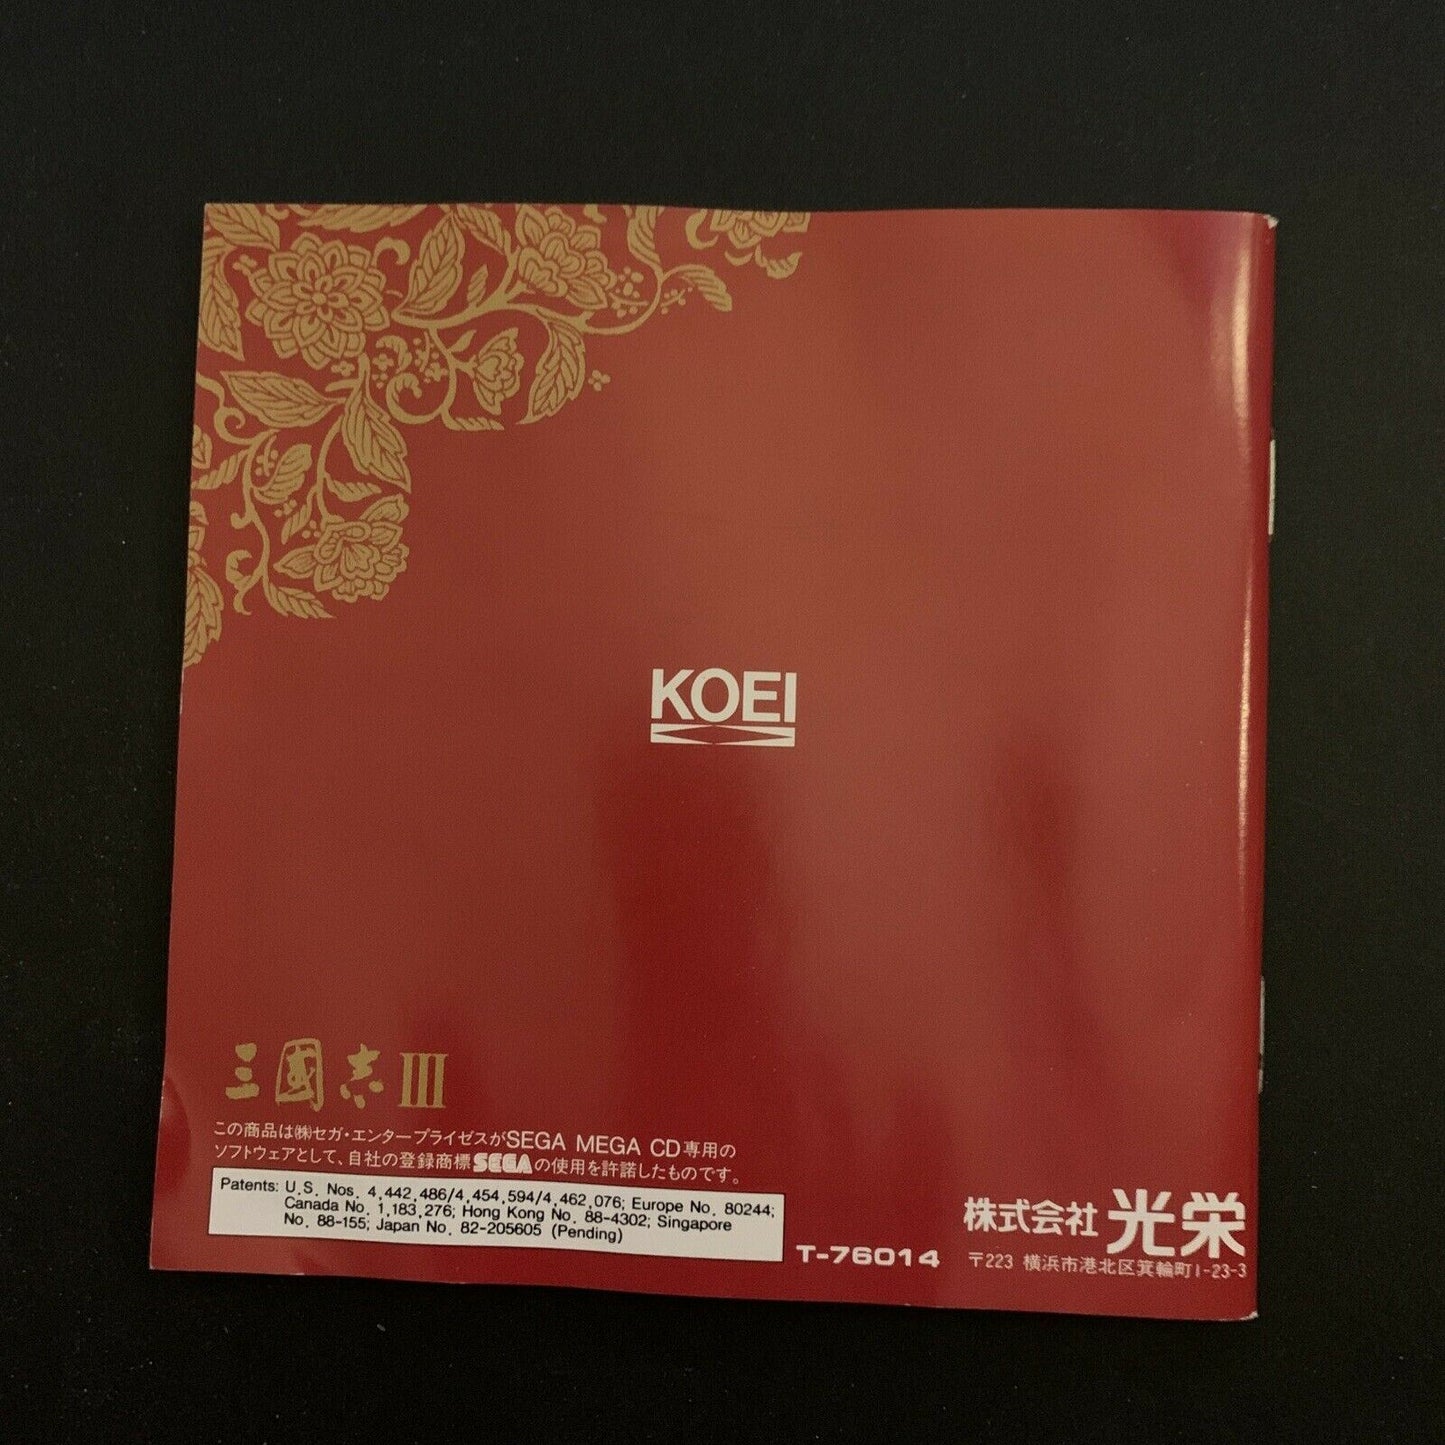 KOEI
三國志III
この商品は㈱セガ・エンタープライゼスがSEGA MEGA CD専用の
ソフトウェアとして、自社の登録商標SEGAの使用を許諾したものです。
Patents: U.S. Nos. 4,442,486/4,454,594/4,462,076; Europe No. 80244;
Canada No. 1,183,276; Hong Kong No. 88-4302; Singapore
No. 88-155; Japan No. 82-205605 (Pending)
T-76014
株式会社 光栄
〒223 横浜市港北区箕輪町1-23-3